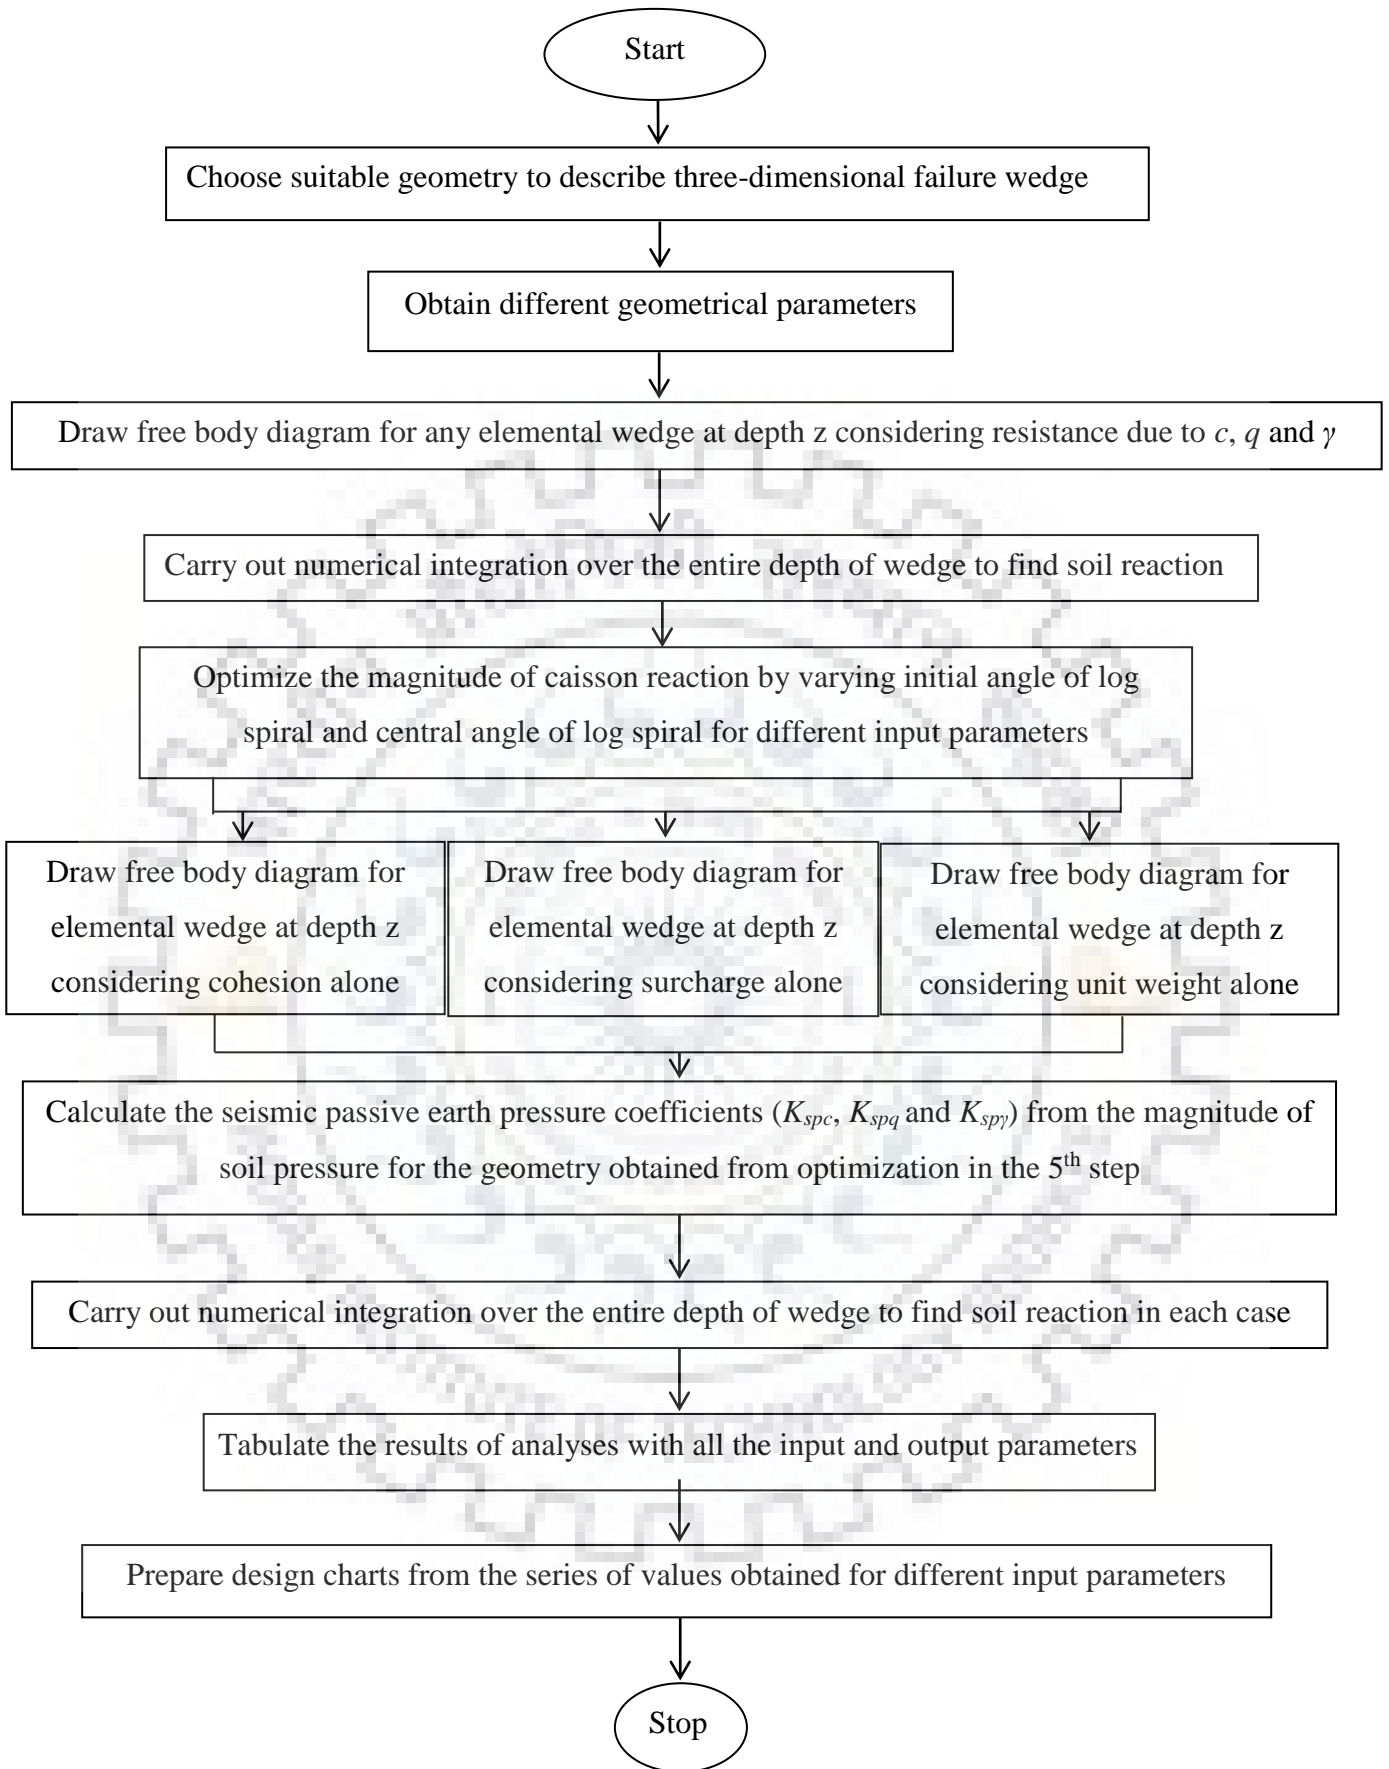 Start
Choose suitable geometry to describe three-dimensional failure wedge
Obtain different geometrical parameters
Draw free body diagram for any elemental wedge at depth z considering resistance due to c, q and γ
Carry out numerical integration over the entire depth of wedge to find soil reaction
Optimize the magnitude of caisson reaction by varying initial angle of log
spiral and central angle of log spiral for different input parameters
Draw free body diagram for
elemental wedge at depth z
considering cohesion alone
Draw free body diagram for
elemental wedge at depth z
considering surcharge alone
Draw free body diagram for
elemental wedge at depth z
considering unit weight alone
Calculate the seismic passive earth pressure coefficients (Kspc, Kspq and Kspγ) from the magnitude of
soil pressure for the geometry obtained from optimization in the 5th step
Carry out numerical integration over the entire depth of wedge to find soil reaction in each case
Tabulate the results of analyses with all the input and output parameters
Prepare design charts from the series of values obtained for different input parameters
Stop